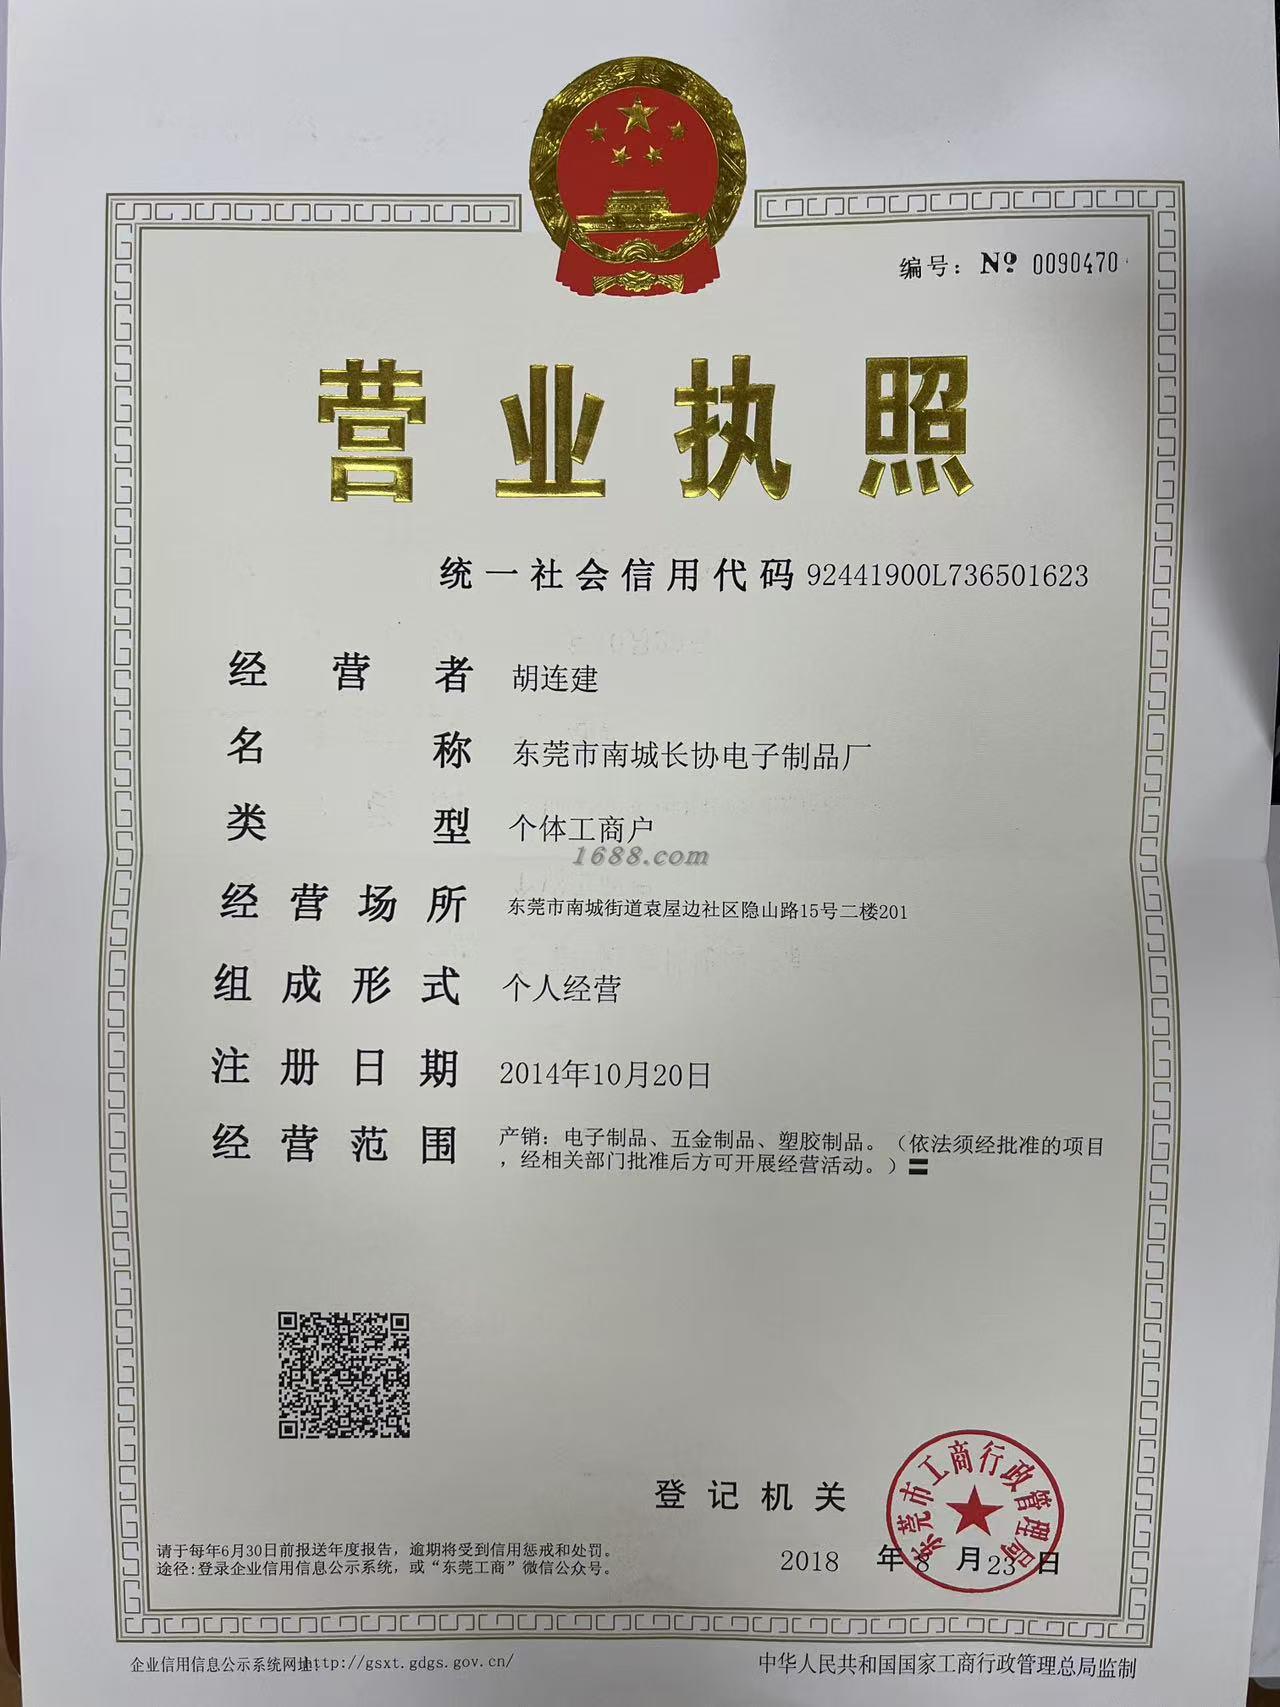 编号： No 0090470
营业执照
统一社会信用代码 92441900L736501623
经营者 胡连建
名称 东莞市南城长协电子制品厂
类型 个体工商户
1688.com
经营场所 东莞市南城街道袁屋边社区隐山路15号二楼201
组成形式 个人经营
注册日期 2014年10月20日
经营范围 产销：电子制品、五金制品、塑胶制品。（依法须经批准的项目
，经相关部门批准后方可开展经营活动。）〓
登记机关
东莞市工商行政管理局
2018 年 8 月 23 日
请于每年6月30日前报送年度报告，逾期将受到信用惩戒和处罚。
途径：登录企业信用信息公示系统，或“东莞工商”微信公众号。
企业信用信息公示系统网址：http://gsxt.gdgs.gov.cn/
中华人民共和国国家工商行政管理总局监制